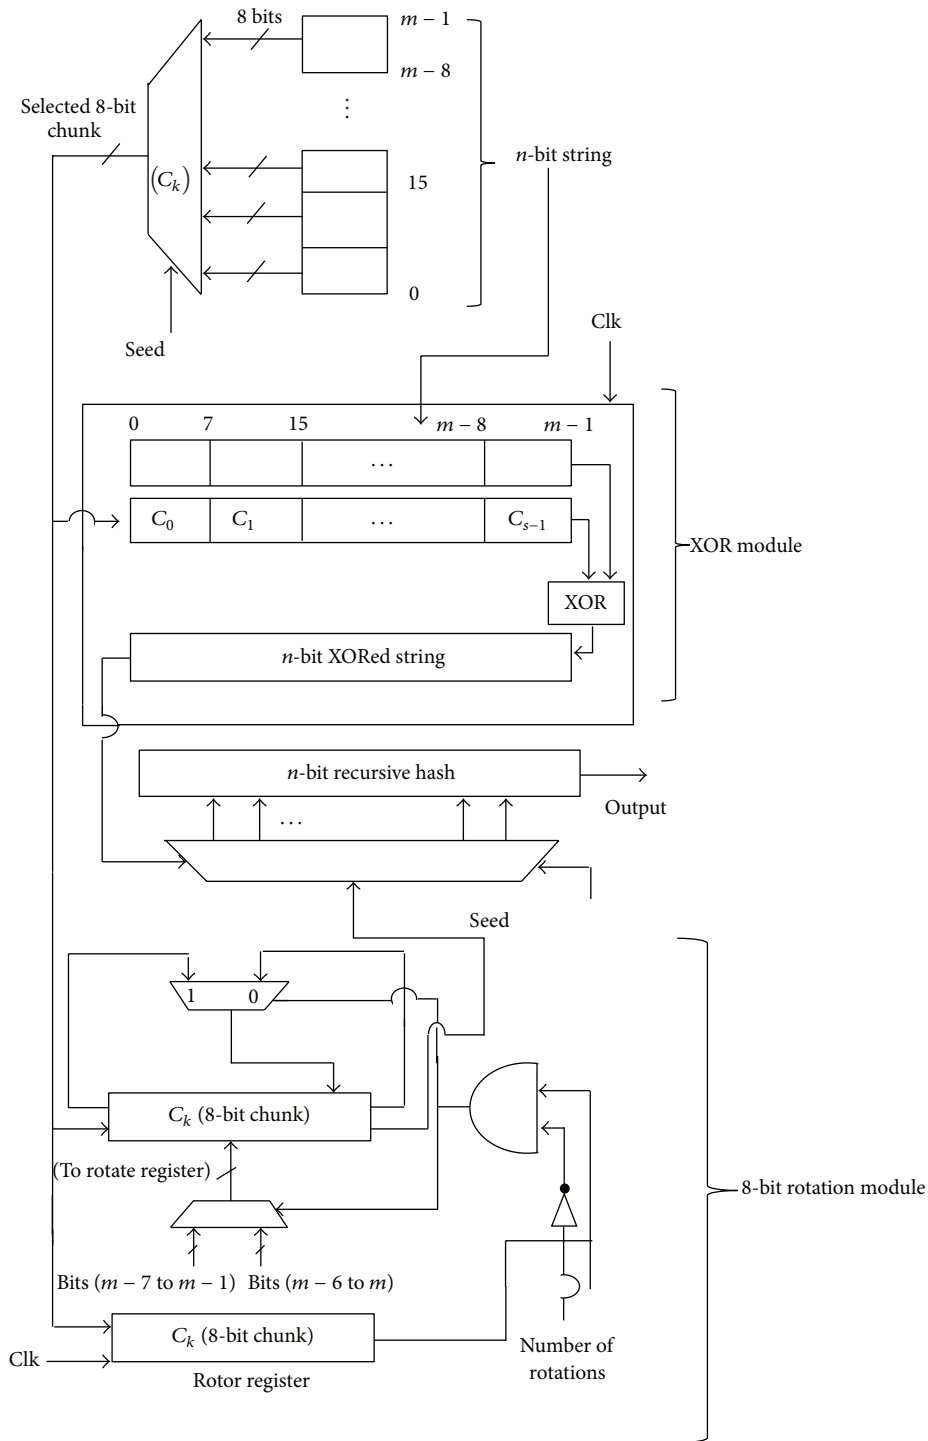 8 bits
m − 1
m − 8
⋮
Selected 8-bit
chunk
(C_k)
15
n-bit string
0
Seed
Clk
0 7 15 m − 8 m − 1
…
C_0 C_1 … C_{s−1}
XOR module
XOR
n-bit XORed string
n-bit recursive hash
Output
…
Seed
1 0
C_k (8-bit chunk)
(To rotate register)
8-bit rotation module
Bits (m − 7 to m − 1) Bits (m − 6 to m)
C_k (8-bit chunk)
Number of
rotations
Clk
Rotor register